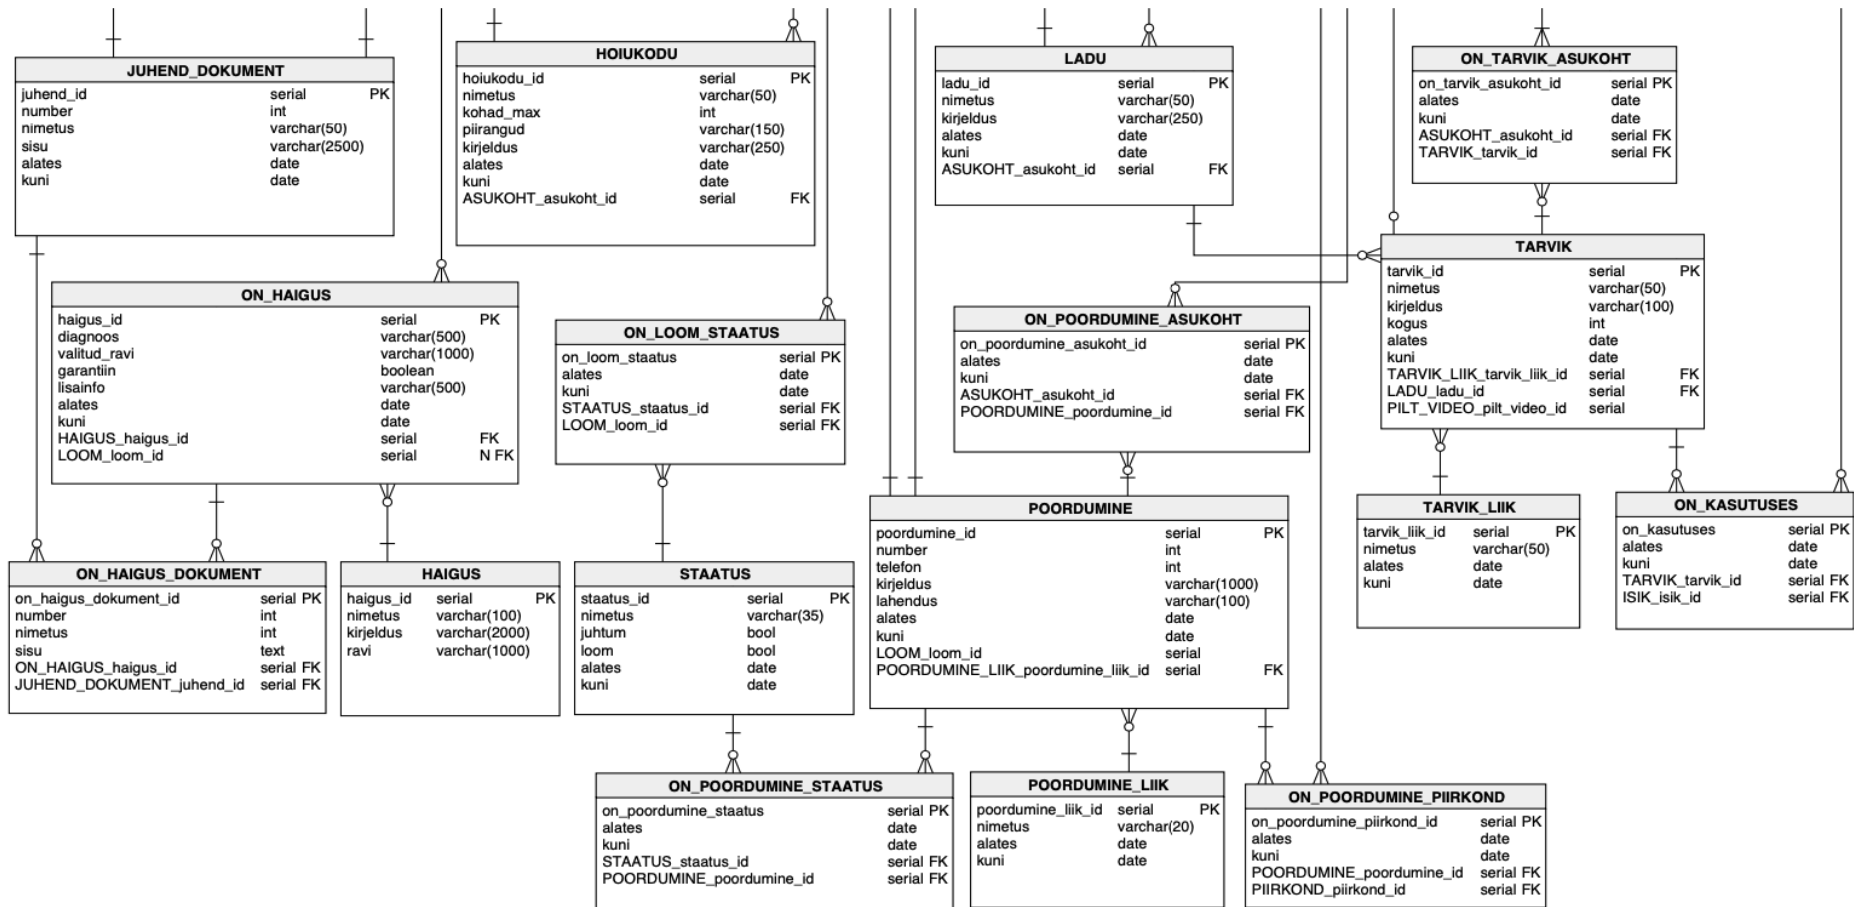 JUHEND_DOKUMENT
juhend_id serial PK
number int
nimetus varchar(50)
sisu varchar(2500)
alates date
kuni date
HOIUKODU
hoiukodu_id serial PK
nimetus varchar(50)
kohad_max int
piirangud varchar(150)
kirjeldus varchar(250)
alates date
kuni date
ASUKOHT_asukoht_id serial FK
LADU
ladu_id serial PK
nimetus varchar(50)
kirjeldus varchar(250)
alates date
kuni date
ASUKOHT_asukoht_id serial FK
ON_TARVIK_ASUKOHT
on_tarvik_asukoht_id serial PK
alates date
kuni date
ASUKOHT_asukoht_id serial FK
TARVIK_tarvik_id serial FK
ON_HAIGUS
haigus_id serial PK
diagnoos varchar(500)
valitud_ravi varchar(1000)
garantiin boolean
lisainfo varchar(500)
alates date
kuni date
HAIGUS_haigus_id serial FK
LOOM_loom_id serial N FK
ON_LOOM_STAATUS
on_loom_staatus serial PK
alates date
kuni date
STAATUS_staatus_id serial FK
LOOM_loom_id serial FK
ON_POORDUMINE_ASUKOHT
on_poordumine_asukoht_id serial PK
alates date
kuni date
ASUKOHT_asukoht_id serial FK
POORDUMINE_poordumine_id serial FK
TARVIK
tarvik_id serial PK
nimetus varchar(50)
kirjeldus varchar(100)
kogus int
alates date
kuni date
TARVIK_LIIK_tarvik_liik_id serial FK
LADU_ladu_id serial FK
PILT_VIDEO_pilt_video_id serial
ON_HAIGUS_DOKUMENT
on_haigus_dokument_id serial PK
number int
nimetus int
sisu text
ON_HAIGUS_haigus_id serial FK
JUHEND_DOKUMENT_juhend_id serial FK
HAIGUS
haigus_id serial PK
nimetus varchar(100)
kirjeldus varchar(2000)
ravi varchar(1000)
STAATUS
staatus_id serial PK
nimetus varchar(35)
juhtum bool
loom bool
alates date
kuni date
POORDUMINE
poordumine_id serial PK
number int
telefon int
kirjeldus varchar(1000)
lahendus varchar(100)
alates date
kuni date
LOOM_loom_id serial
POORDUMINE_LIIK_poordumine_liik_id serial FK
TARVIK_LIIK
tarvik_liik_id serial PK
nimetus varchar(50)
alates date
kuni date
ON_KASUTUSES
on_kasutuses serial PK
alates date
kuni date
TARVIK_tarvik_id serial FK
ISIK_isik_id serial FK
ON_POORDUMINE_STAATUS
on_poordumine_staatus serial PK
alates date
kuni date
STAATUS_staatus_id serial FK
POORDUMINE_poordumine_id serial FK
POORDUMINE_LIIK
poordumine_liik_id serial PK
nimetus varchar(20)
alates date
kuni date
ON_POORDUMINE_PIIRKOND
on_poordumine_piirkond_id serial PK
alates date
kuni date
POORDUMINE_poordumine_id serial FK
PIIRKOND_piirkond_id serial FK